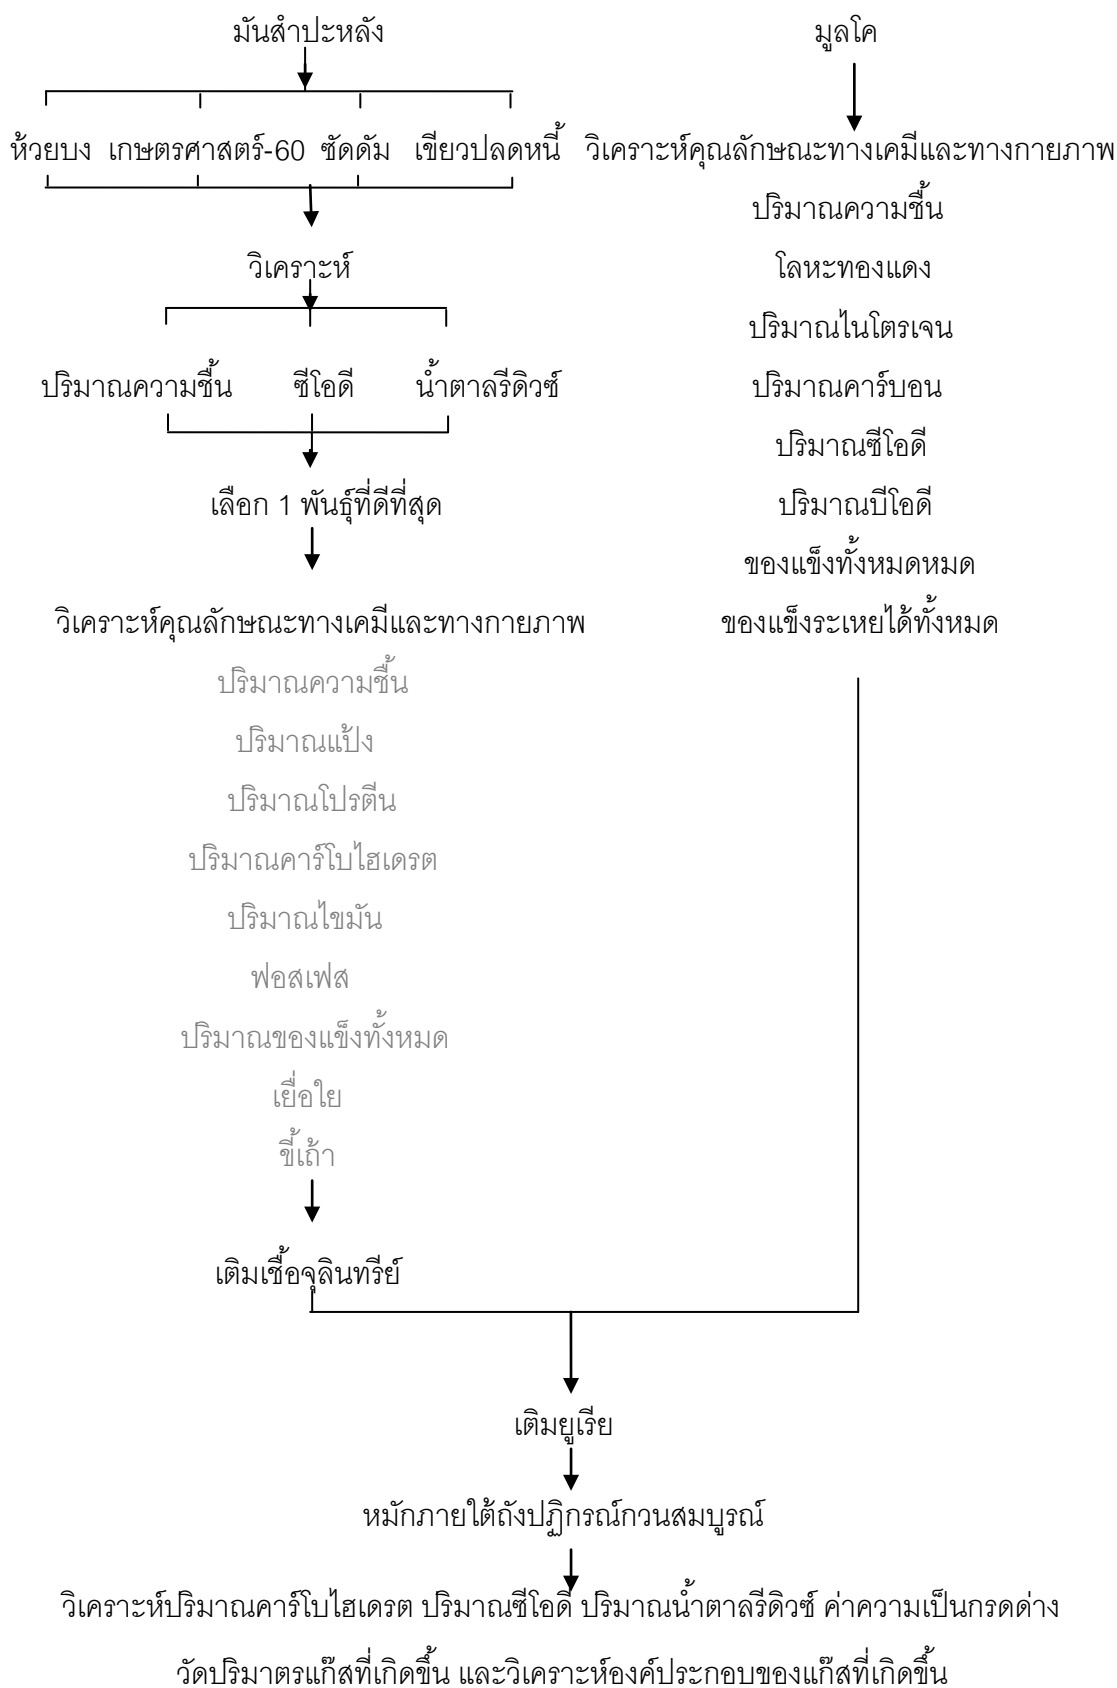 มันสำปะหลัง
มูลโค
ห้วยบง เกษตรศาสตร์-60 ซัดดัม เขียวปลดหนี้
วิเคราะห์คุณลักษณะทางเคมีและทางกายภาพ
ปริมาณความชื้น
โลหะทองแดง
ปริมาณไนโตรเจน
ปริมาณคาร์บอน
ปริมาณซีโอดี
ปริมาณบีโอดี
ของแข็งทั้งหมดหมด
ของแข็งระเหยได้ทั้งหมด
วิเคราะห์
ปริมาณความชื้น ซีโอดี น้ำตาลรีดิวซ์
เลือก 1 พันธุ์ที่ดีที่สุด
วิเคราะห์คุณลักษณะทางเคมีและทางกายภาพ
ปริมาณความชื้น
ปริมาณแป้ง
ปริมาณโปรตีน
ปริมาณคาร์โบไฮเดรต
ปริมาณไขมัน
ฟอสเฟส
ปริมาณของแข็งทั้งหมด
เยื่อใย
ขี้เถ้า
เติมเชื้อจุลินทรีย์
เติมยูเรีย
หมักภายใต้ถังปฏิกรณ์กวนสมบูรณ์
วิเคราะห์ปริมาณคาร์โบไฮเดรต ปริมาณซีโอดี ปริมาณน้ำตาลรีดิวซ์ ค่าความเป็นกรดด่าง
วัดปริมาตรแก๊สที่เกิดขึ้น และวิเคราะห์องค์ประกอบของแก๊สที่เกิดขึ้น